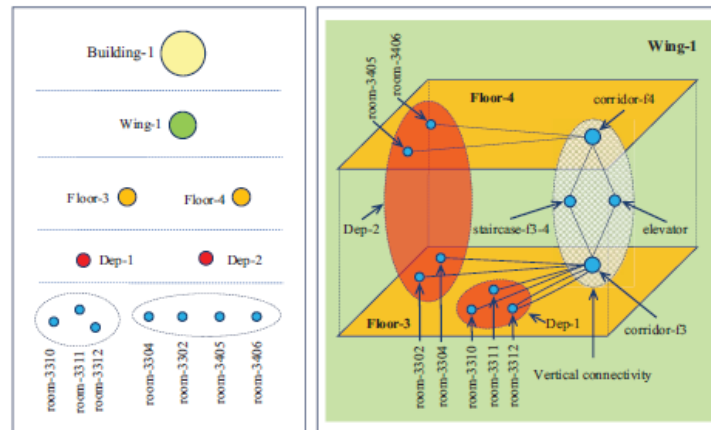 Building-1
Wing-1
Floor-3
Floor-4
Dep-1
Dep-2
room-3310
room-3311
room-3312
room-3304
room-3302
room-3405
room-3406
Wing-1
room-3405
room-3406
Floor-4
corridor-f4
Dep-2
staircase-f3-4
elevator
Floor-3
Dep-1
corridor-f3
room-3302
room-3304
room-3310
room-3311
room-3312
Vertical connectivity